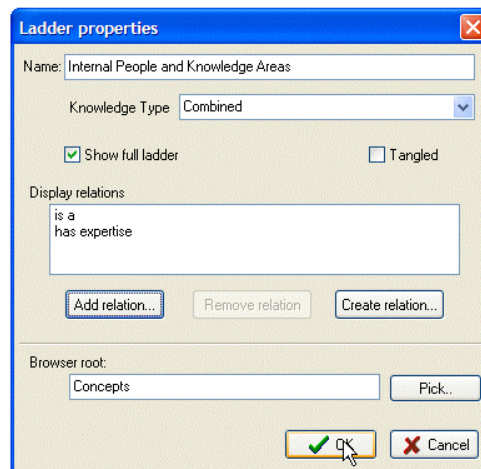 Ladder properties
Name: Internal People and Knowledge Areas
Knowledge Type Combined
Show full ladder Tangled
Display relations
is a
has expertise
Add relation... Remove relation Create relation...
Browser root:
Concepts Pick..
OK Cancel